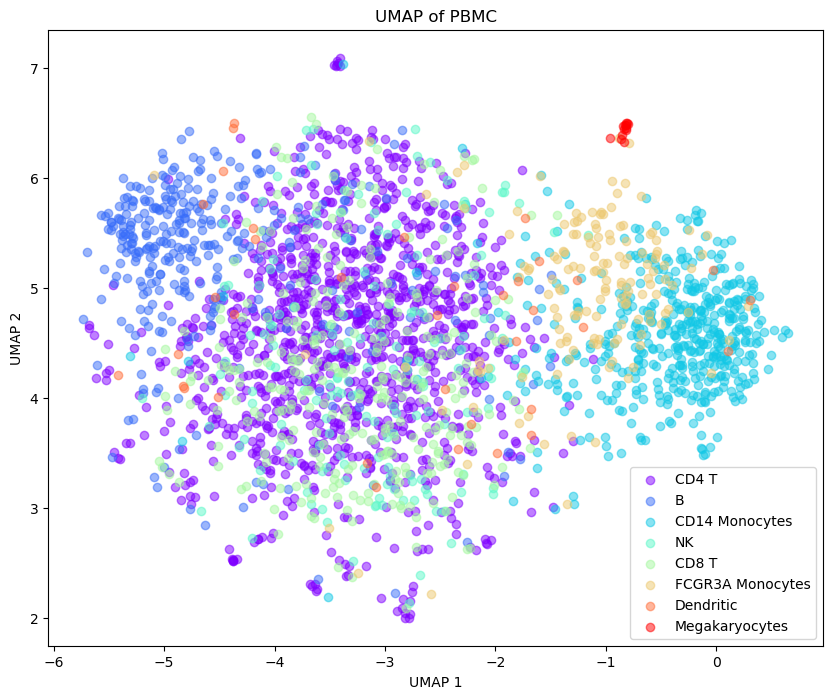 UMAP of PBMC
UMAP 2
7
6
5
4
3
2
−6
−5
−4
−3
−2
−1
0
UMAP 1
CD4 T
B
CD14 Monocytes
NK
CD8 T
FCGR3A Monocytes
Dendritic
Megakaryocytes